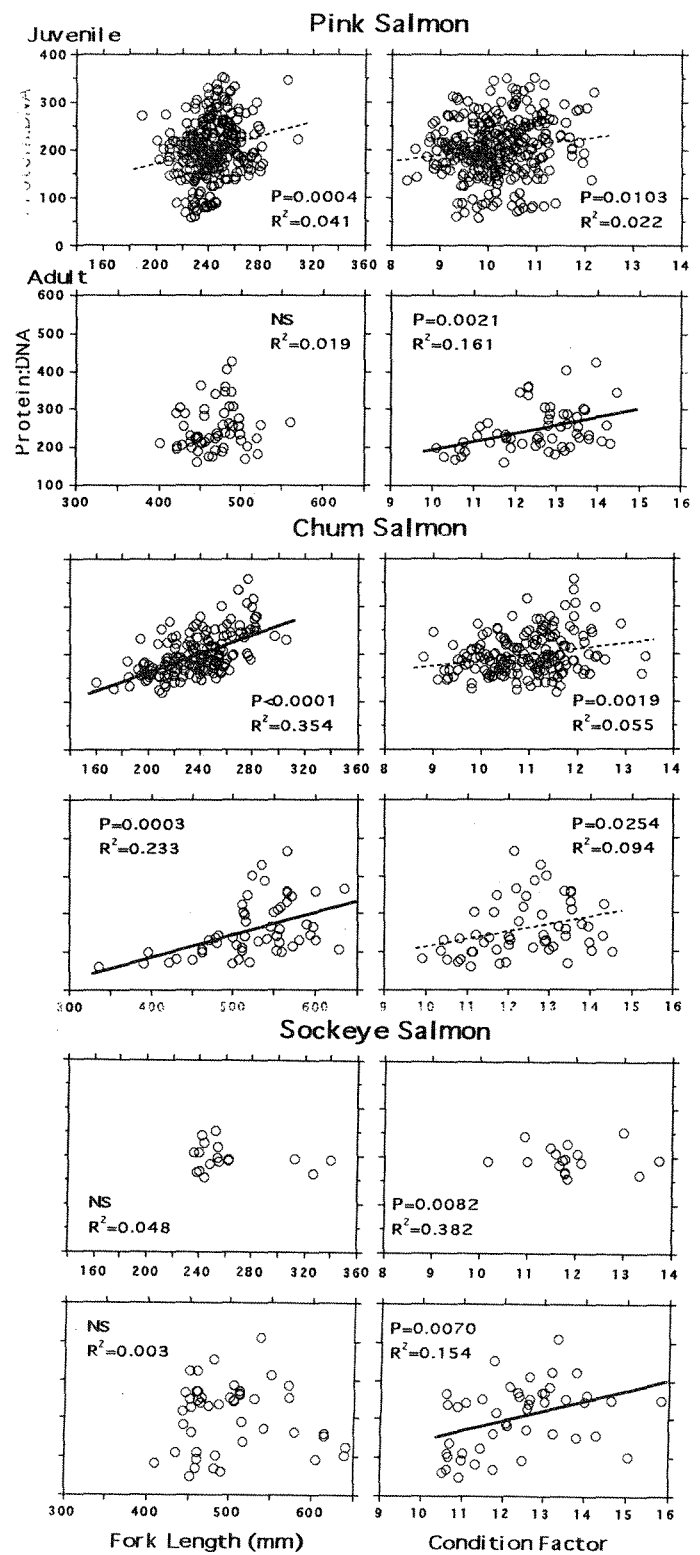 Pink Salmon
Juvenile
400
300
200
100
0
P=0.0004
R²=0.041
P=0.0103
R²=0.022
160 200 240 280 320 360
8 9 10 11 12 13 14
Adult
Protein:DNA
600
500
400
300
200
100
NS
R²=0.019
P=0.0021
R²=0.161
300 400 500 600
9 10 11 12 13 14 15 16
Chum Salmon
P<0.0001
R²=0.354
P=0.0019
R²=0.055
160 200 240 280 320 360
8 9 10 11 12 13 14
P=0.0003
R²=0.233
P=0.0254
R²=0.094
300 400 500 600
9 10 11 12 13 14 15 16
Sockeye Salmon
NS
R²=0.048
P=0.0082
R²=0.382
140 180 240 280 320 360
8 9 10 11 12 13 14
NS
R²=0.003
P=0.0070
R²=0.154
300 400 500 600
9 10 11 12 13 14 15 16
Fork Length (mm)
Condition Factor